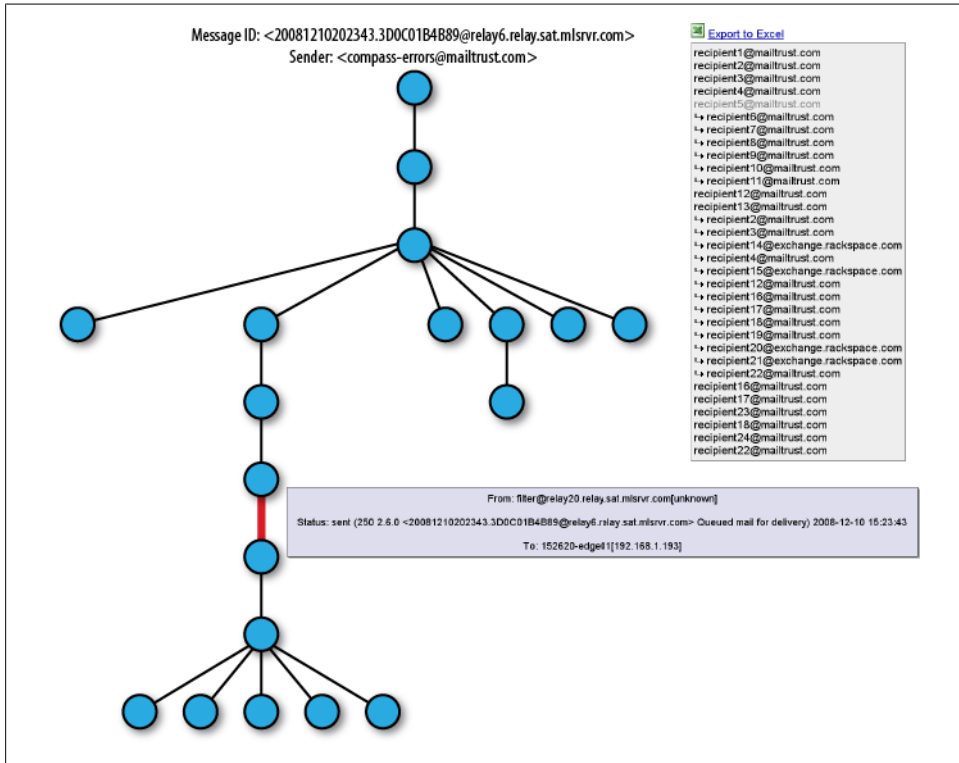 Message ID: <20081210202343.3D0C01B4B89@relay6.relay.sat.mlsrvr.com>
Sender: <compass-errors@mailtrust.com>
Export to Excel
recipient1@mailtrust.com
recipient2@mailtrust.com
recipient3@mailtrust.com
recipient4@mailtrust.com
recipient5@mailtrust.com
↳ recipient6@mailtrust.com
↳ recipient7@mailtrust.com
↳ recipient8@mailtrust.com
↳ recipient9@mailtrust.com
↳ recipient10@mailtrust.com
↳ recipient11@mailtrust.com
recipient12@mailtrust.com
recipient13@mailtrust.com
↳ recipient2@mailtrust.com
↳ recipient3@mailtrust.com
↳ recipient14@exchange.rackspace.com
↳ recipient4@mailtrust.com
↳ recipient15@exchange.rackspace.com
↳ recipient12@mailtrust.com
↳ recipient16@mailtrust.com
↳ recipient17@mailtrust.com
↳ recipient18@mailtrust.com
↳ recipient19@mailtrust.com
↳ recipient20@exchange.rackspace.com
↳ recipient21@exchange.rackspace.com
↳ recipient22@mailtrust.com
recipient16@mailtrust.com
recipient17@mailtrust.com
recipient23@mailtrust.com
recipient18@mailtrust.com
recipient24@mailtrust.com
recipient22@mailtrust.com
From: filter@relay20.relay.sat.mlsrvr.com[unknown]
Status: sent (250 2.6.0 <20081210202343.3D0C01B4B89@relay6.relay.sat.mlsrvr.com> Queued mail for delivery) 2008-12-10 15:23:43
To: 152620-edgell1[192.168.1.193]